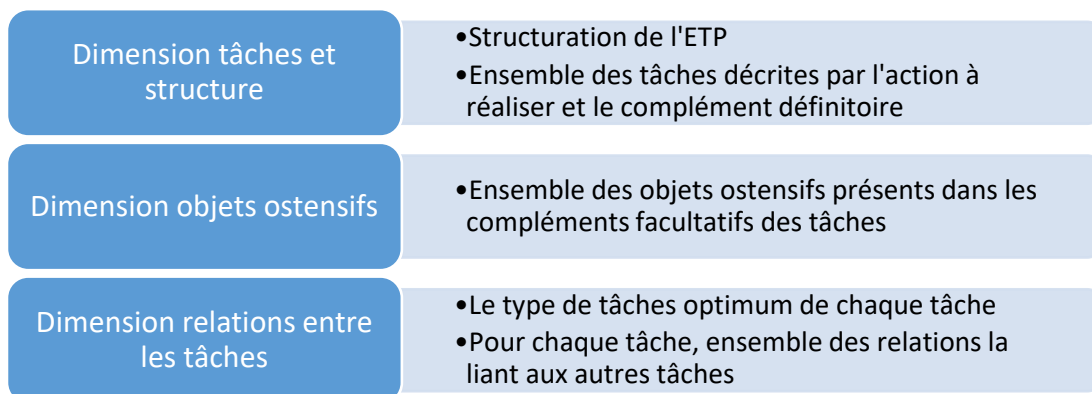 Dimension tâches et
structure
•Structuration de l'ETP
•Ensemble des tâches décrites par l'action à
réaliser et le complément définitoire
Dimension objets ostensifs
•Ensemble des objets ostensifs présents dans les
compléments facultatifs des tâches
Dimension relations entre
les tâches
•Le type de tâches optimum de chaque tâche
•Pour chaque tâche, ensemble des relations la
liant aux autres tâches